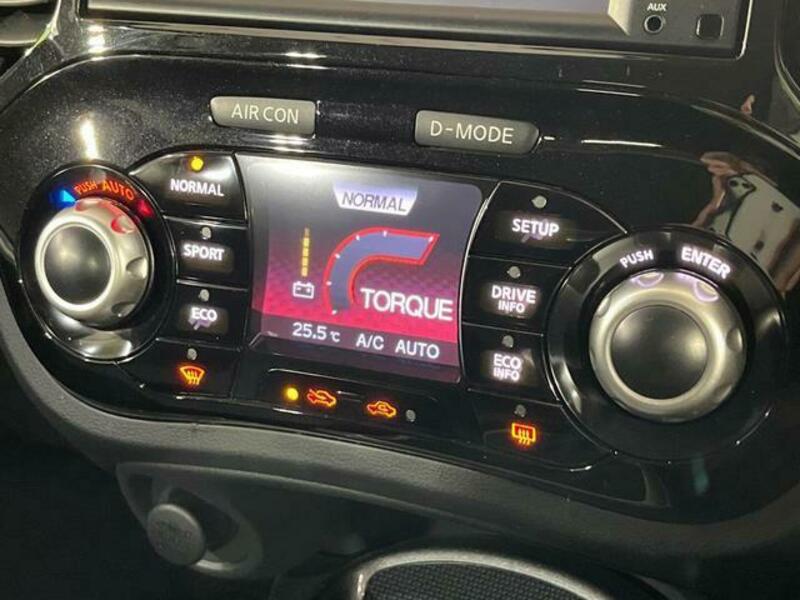 AUX
AIR CON
D-MODE
PUSH AUTO
NORMAL
SPORT
ECO
NORMAL
TORQUE
25.5℃ A/C AUTO
SETUP
DRIVE
INFO
ECO
INFO
PUSH ENTER